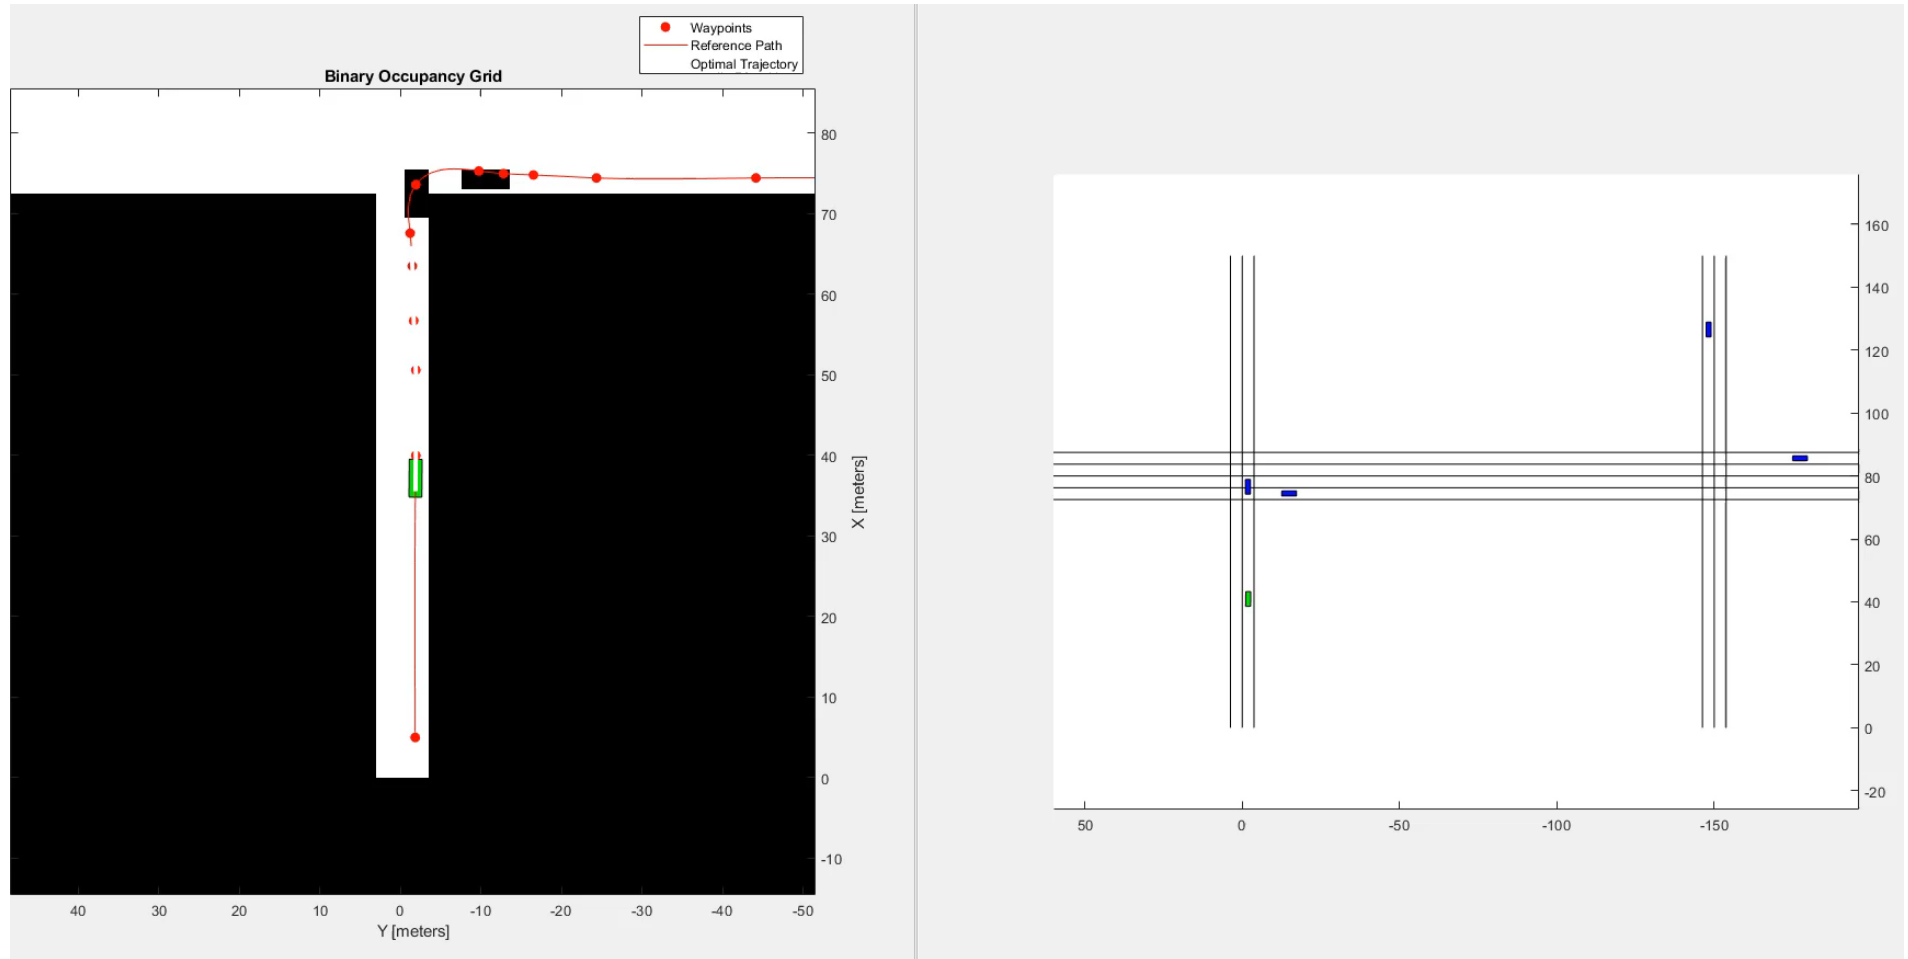 Waypoints
Reference Path
Optimal Trajectory
Binary Occupancy Grid
80
70
60
50
40
30
20
10
0
-10
X [meters]
40 30 20 10 0 -10 -20 -30 -40 -50
Y [meters]
160
140
120
100
80
60
40
20
0
-20
50 0 -50 -100 -150